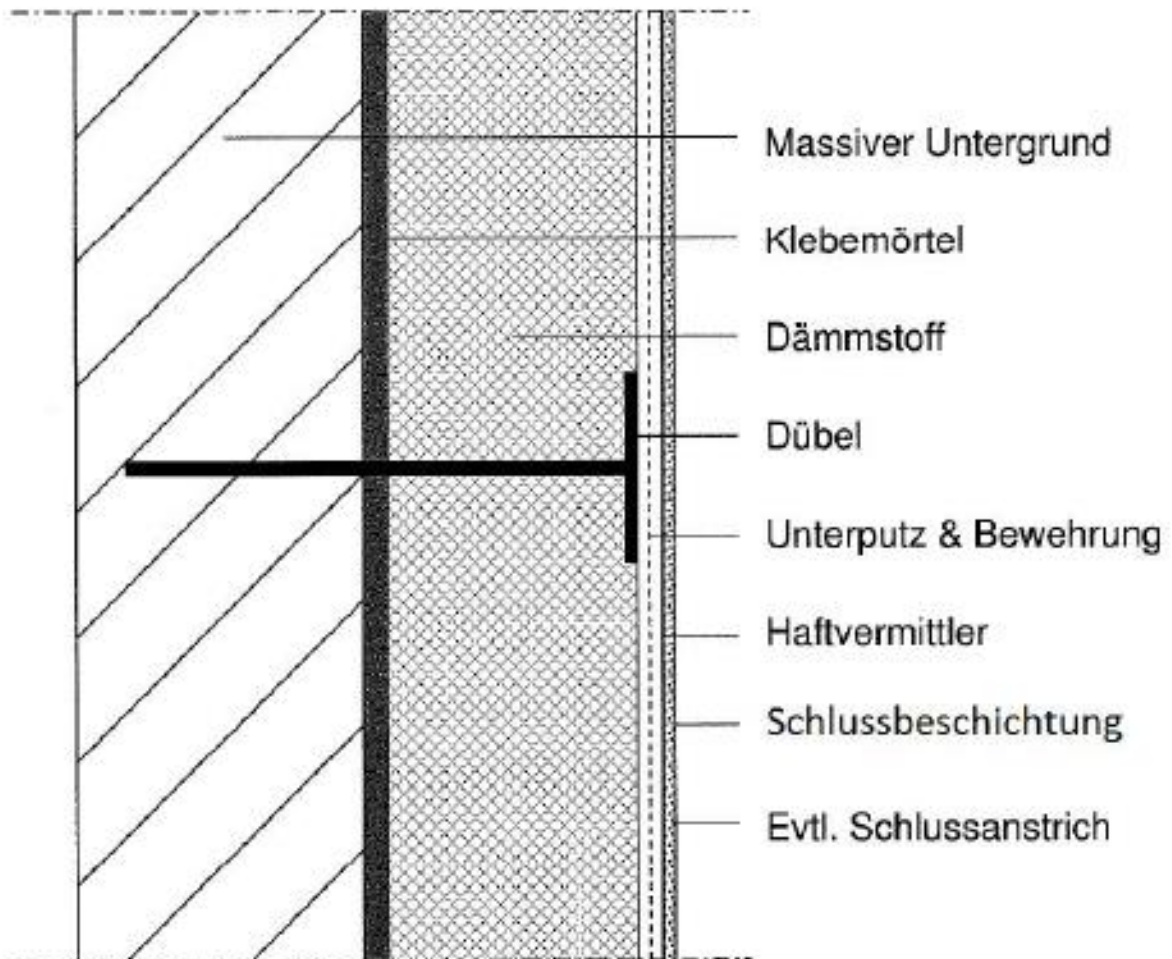 Massiver Untergrund
Klebemörtel
Dämmstoff
Dübel
Unterputz & Bewehrung
Haftvermittler
Schlussbeschichtung
Evtl. Schlussanstrich